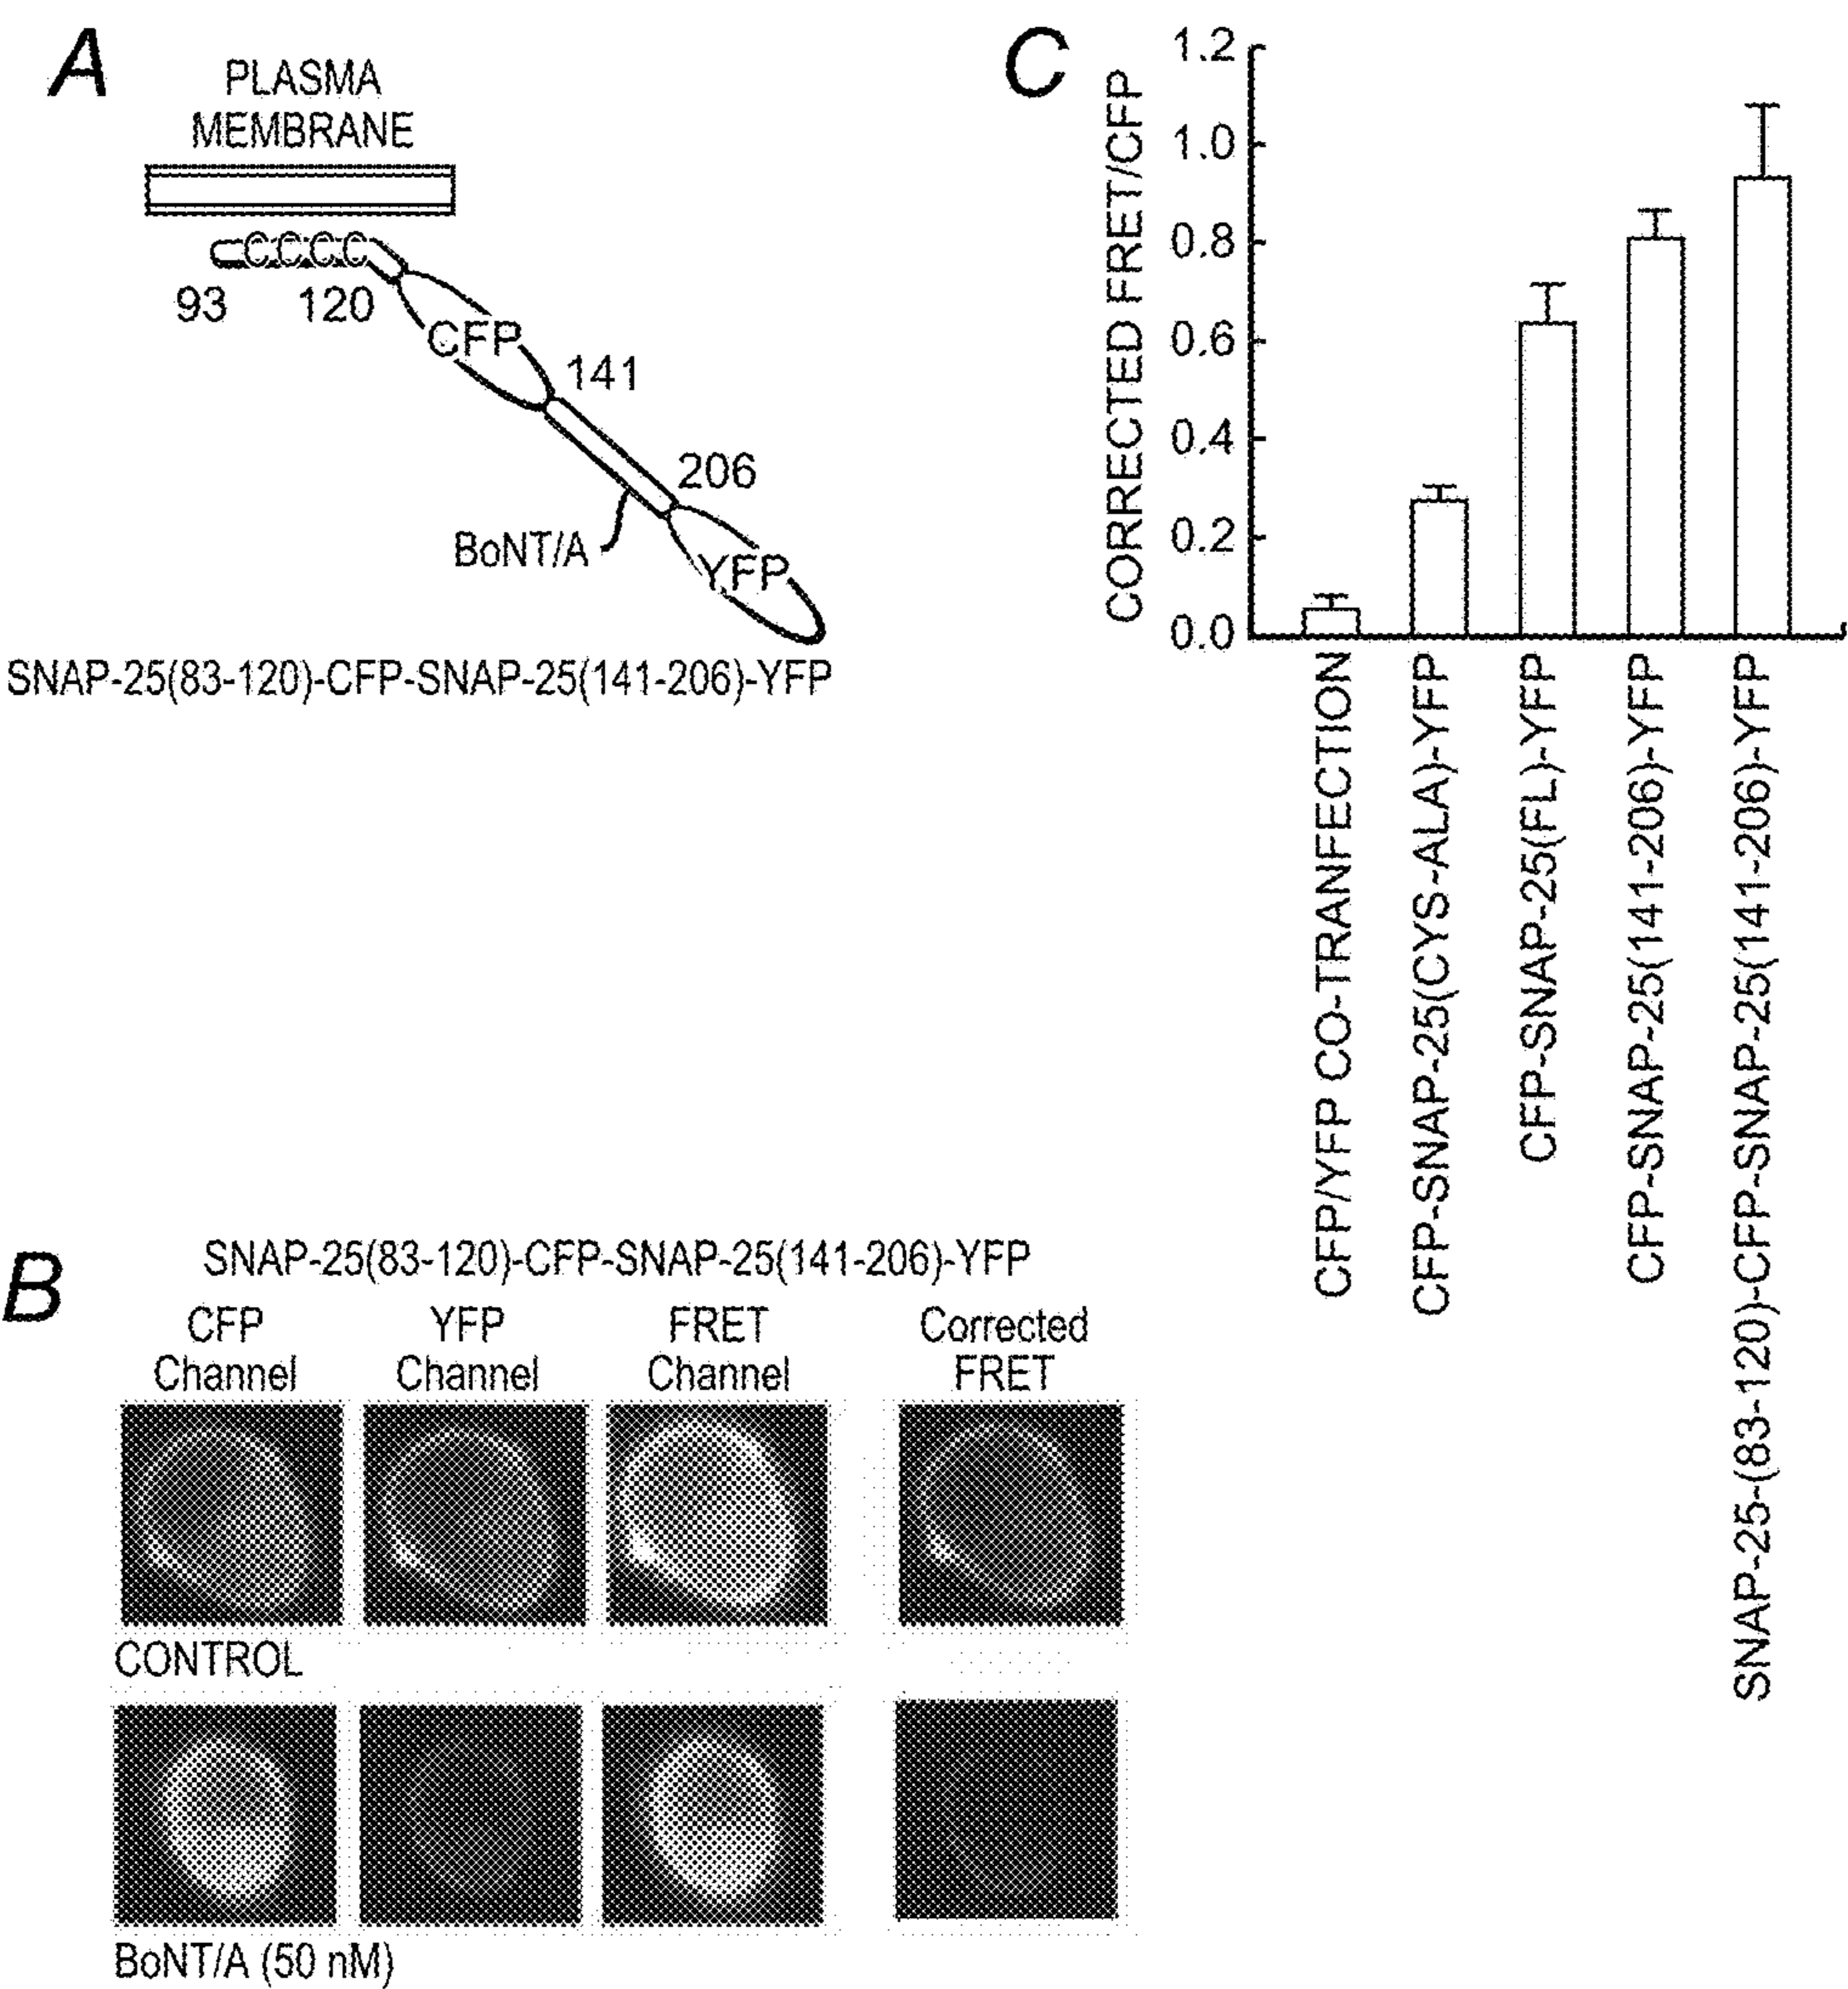 A
PLASMA
MEMBRANE
CCCC
93
120
CFP
141
206
BoNT/A
YFP
SNAP-25(83-120)-CFP-SNAP-25(141-206)-YFP
C
CORRECTED FRET/CFP
1.2
1.0
0.8
0.6
0.4
0.2
0.0
CFP/YFP CO-TRANFECTION
CFP-SNAP-25(CYS-ALA)-YFP
CFP-SNAP-25(FL)-YFP
CFP-SNAP-25(141-206)-YFP
SNAP-25-(83-120)-CFP-SNAP-25(141-206)-YFP
B
SNAP-25(83-120)-CFP-SNAP-25(141-206)-YFP
CFP
Channel
YFP
Channel
FRET
Channel
Corrected
FRET
CONTROL
BoNT/A (50 nM)